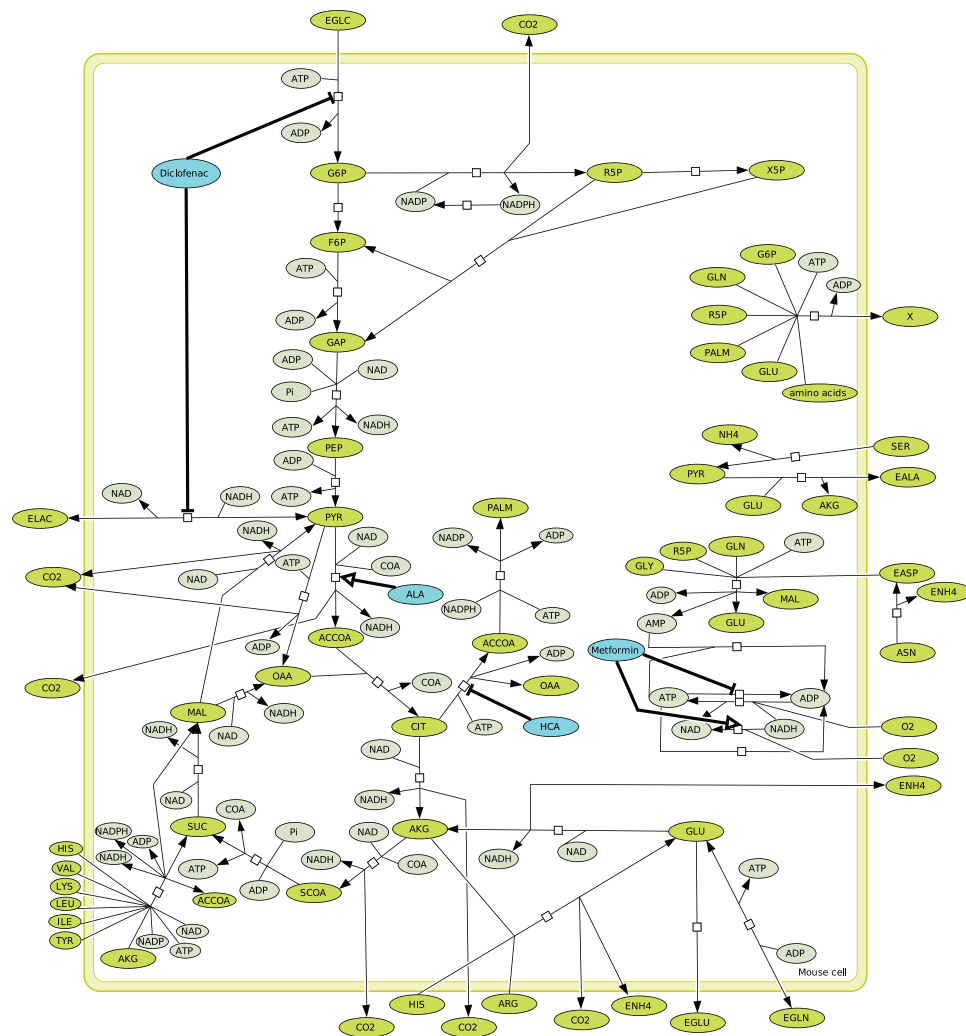 EGLC
CO2
ATP
ADP
Diclofenac
G6P
R5P
X5P
NADP
NADPH
F6P
G6P
ATP
GLN
ATP
ADP
R5P
X
ADP
GAP
PALM
GLU
ADP
NAD
Pi
amino acids
ATP
NADH
NH4
SER
PEP
ADP
PYR
EALA
NAD
NADH
ATP
GLU
AKG
ELAC
PYR
PALM
NADH
NAD
NADP
ADP
R5P
GLN
ATP
CO2
NAD
ATP
COA
GLY
EASP
ENH4
ALA
NADPH
ATP
ADP
MAL
AMP
GLU
NADH
ADP
ACCOA
ACCOA
Metformin
ASN
ADP
OAA
COA
OAA
CO2
ATP
ADP
MAL
NADH
NADH
NAD
CIT
ATP
HCA
NAD
NADH
O2
O2
NAD
NAD
NADH
ENH4
COA
SUC
Pi
NAD
AKG
GLU
NADPH
ADP
HIS
NADH
ATP
NADH
COA
NADH
NAD
VAL
ATP
LYS
ADP
SCOA
ACCOA
LEU
ILE
NAD
TYR
NADP
ATP
AKG
ADP
Mouse cell
HIS
ARG
ENH4
CO2
CO2
CO2
EGLU
EGLN